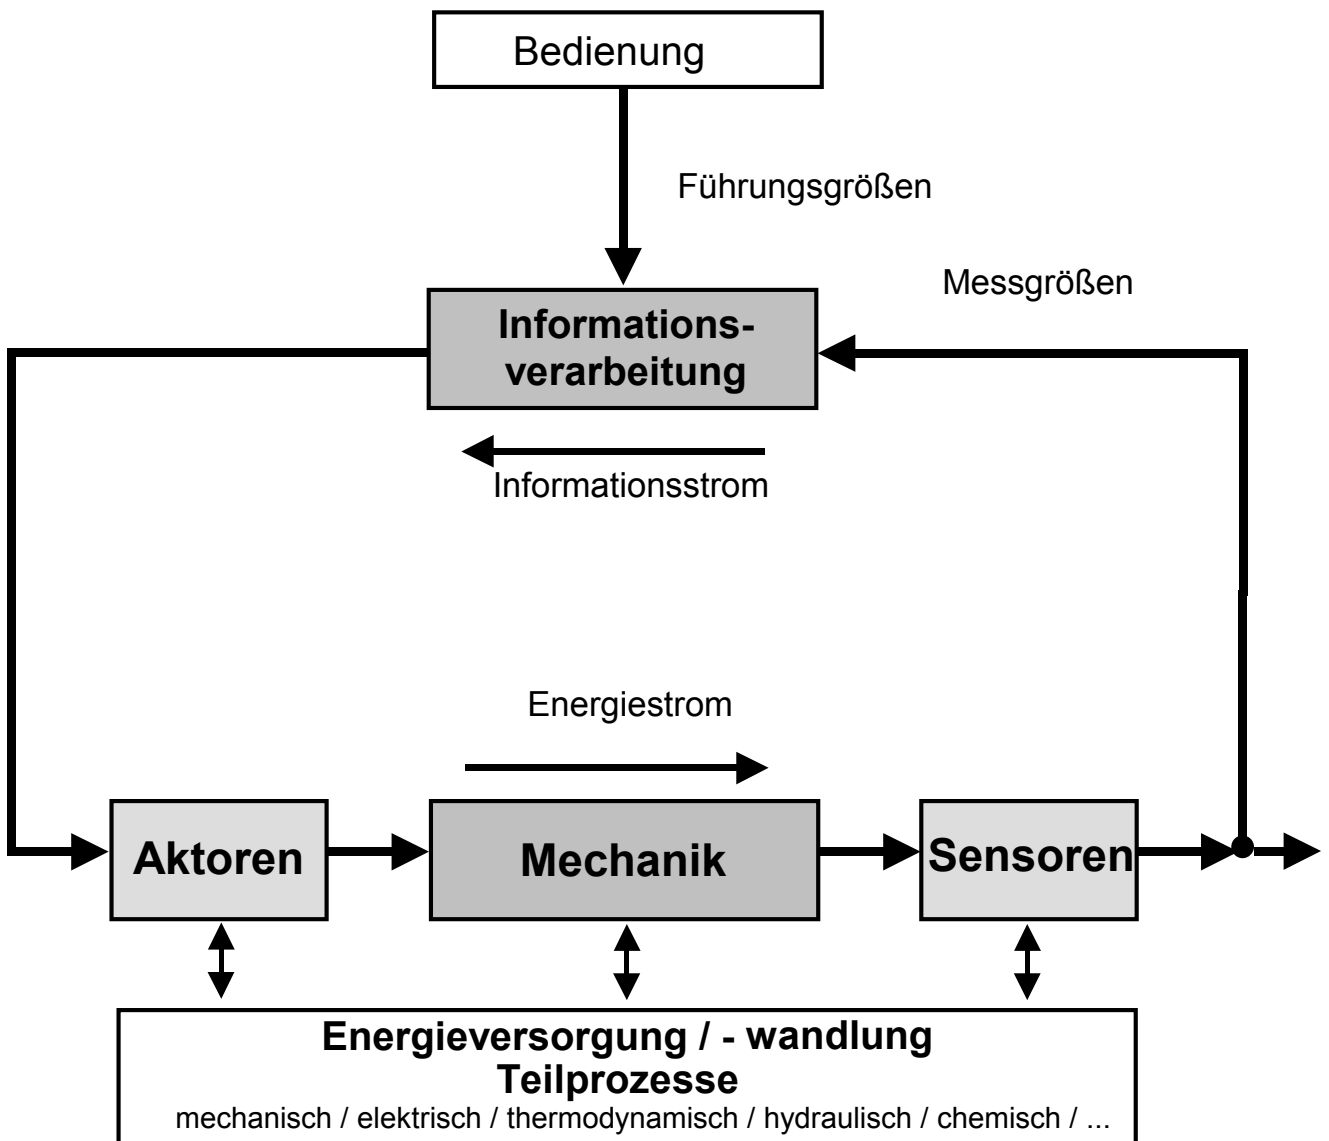 Bedienung
Führungsgrößen
Messgrößen
Informations-
verarbeitung
Informationsstrom
Energiestrom
Aktoren
Mechanik
Sensoren
Energieversorgung / - wandlung
Teilprozesse
mechanisch / elektrisch / thermodynamisch / hydraulisch / chemisch / ...